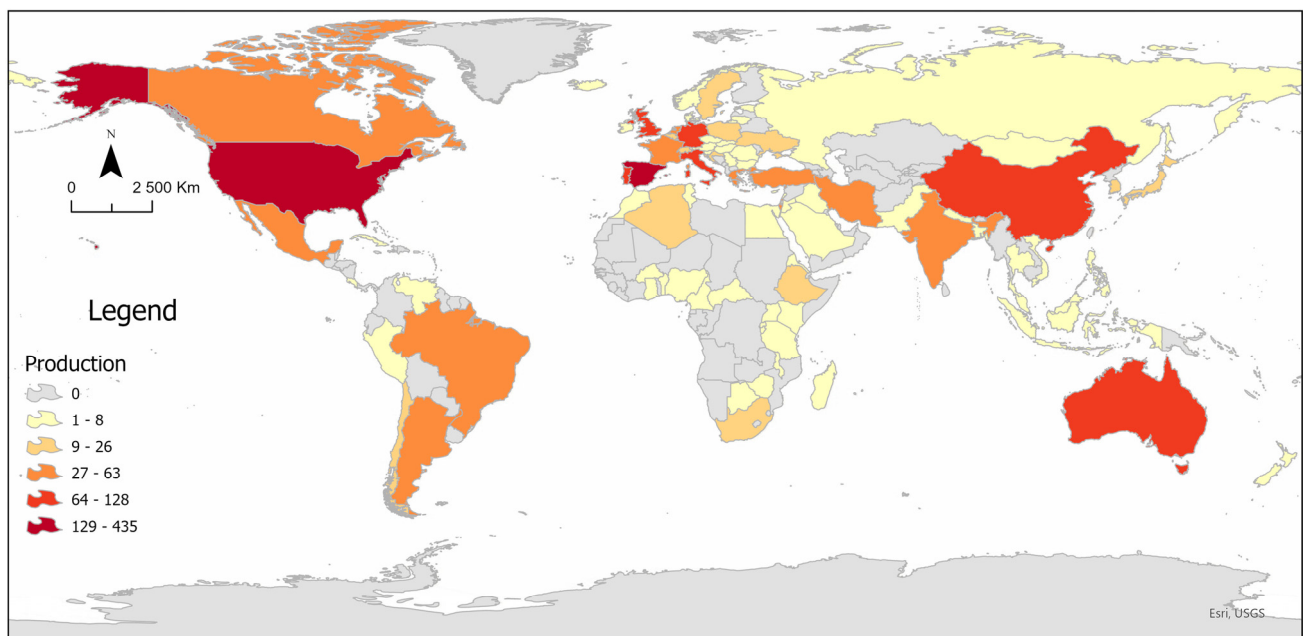 N
0 2 500 Km
Legend
Production
0
1 - 8
9 - 26
27 - 63
64 - 128
129 - 435
Esri, USGS